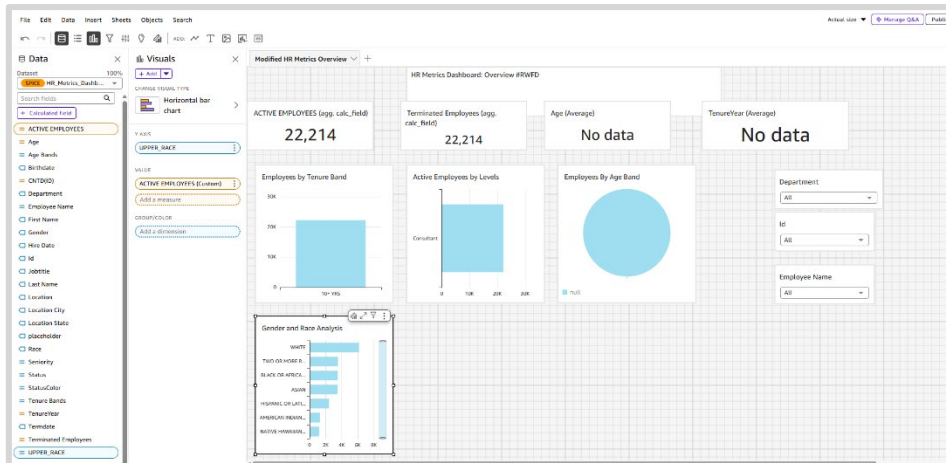 File Edit Data Insert Sheets Objects Search
Actual size
Manage Q&A
Publi
ADD:
Data
Dataset 100%
SPICE HR_Metrics_Dashb...
Search fields
+ Calculated field
ACTIVE EMPLOYEES
Age
Age Bands
Birthdate
CNTD(ID)
Department
Employee Name
First Name
Gender
Hire Date
Id
Jobtitle
Last Name
Location
Location City
Location State
placeholder
Race
Seniority
Status
StatusColor
Tenure Bands
TenureYear
Termdate
Terminated Employees
UPPER_RACE
Visuals
+ Add
CHANGE VISUAL TYPE
Horizontal bar
chart
Y AXIS
UPPER_RACE
VALUE
ACTIVE EMPLOYEES (Custom)
Add a measure
GROUP/COLOR
Add a dimension
Modified HR Metrics Overview
HR Metrics Dashboard: Overview #RWFD
ACTIVE EMPLOYEES (agg. calc_field)
22,214
Terminated Employees (agg.
calc_field)
22,214
Age (Average)
No data
TenureYear (Average)
No data
Employees by Tenure Band
30K
20K
10K
0
10+ YRS
Active Employees by Levels
Consultant
0 10K 20K 30K
Employees By Age Band
null
Department
All
Id
All
Employee Name
All
Gender and Race Analysis
WHITE
TWO OR MORE R...
BLACK OR AFRICA...
ASIAN
HISPANIC OR LATI...
AMERICAN INDIAN...
NATIVE HAWAIIAN...
0 2K 4K 6K 8K